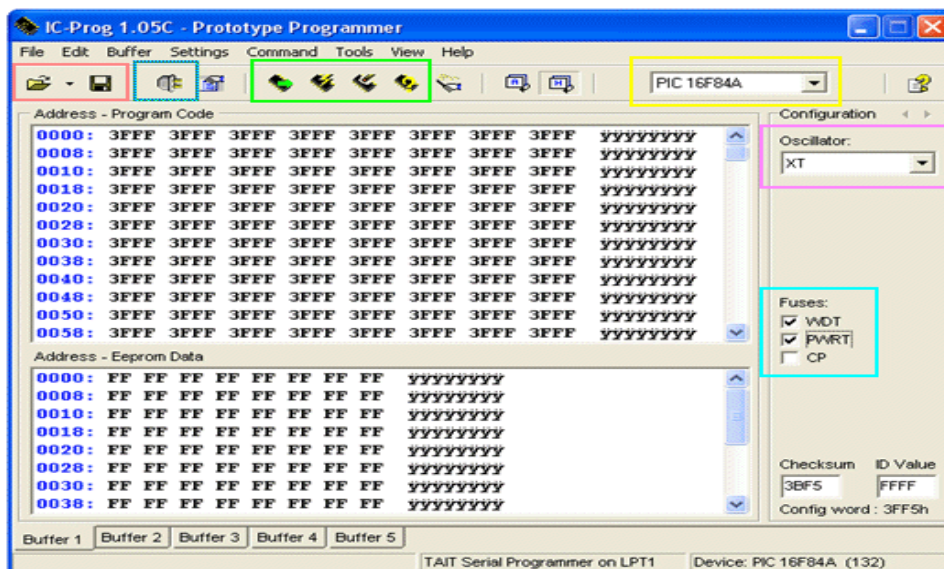 IC-Prog 1.05C - Prototype Programmer
File Edit Buffer Settings Command Tools View Help
PIC 16F84A
Address - Program Code
0000: 3FFF 3FFF 3FFF 3FFF 3FFF 3FFF 3FFF 3FFF ÿÿÿÿÿÿÿÿ
0008: 3FFF 3FFF 3FFF 3FFF 3FFF 3FFF 3FFF 3FFF ÿÿÿÿÿÿÿÿ
0010: 3FFF 3FFF 3FFF 3FFF 3FFF 3FFF 3FFF 3FFF ÿÿÿÿÿÿÿÿ
0018: 3FFF 3FFF 3FFF 3FFF 3FFF 3FFF 3FFF 3FFF ÿÿÿÿÿÿÿÿ
0020: 3FFF 3FFF 3FFF 3FFF 3FFF 3FFF 3FFF 3FFF ÿÿÿÿÿÿÿÿ
0028: 3FFF 3FFF 3FFF 3FFF 3FFF 3FFF 3FFF 3FFF ÿÿÿÿÿÿÿÿ
0030: 3FFF 3FFF 3FFF 3FFF 3FFF 3FFF 3FFF 3FFF ÿÿÿÿÿÿÿÿ
0038: 3FFF 3FFF 3FFF 3FFF 3FFF 3FFF 3FFF 3FFF ÿÿÿÿÿÿÿÿ
0040: 3FFF 3FFF 3FFF 3FFF 3FFF 3FFF 3FFF 3FFF ÿÿÿÿÿÿÿÿ
0048: 3FFF 3FFF 3FFF 3FFF 3FFF 3FFF 3FFF 3FFF ÿÿÿÿÿÿÿÿ
0050: 3FFF 3FFF 3FFF 3FFF 3FFF 3FFF 3FFF 3FFF ÿÿÿÿÿÿÿÿ
0058: 3FFF 3FFF 3FFF 3FFF 3FFF 3FFF 3FFF 3FFF ÿÿÿÿÿÿÿÿ
Address - Eeprom Data
0000: FF FF FF FF FF FF FF FF ÿÿÿÿÿÿÿÿ
0008: FF FF FF FF FF FF FF FF ÿÿÿÿÿÿÿÿ
0010: FF FF FF FF FF FF FF FF ÿÿÿÿÿÿÿÿ
0018: FF FF FF FF FF FF FF FF ÿÿÿÿÿÿÿÿ
0020: FF FF FF FF FF FF FF FF ÿÿÿÿÿÿÿÿ
0028: FF FF FF FF FF FF FF FF ÿÿÿÿÿÿÿÿ
0030: FF FF FF FF FF FF FF FF ÿÿÿÿÿÿÿÿ
0038: FF FF FF FF FF FF FF FF ÿÿÿÿÿÿÿÿ
Configuration
Oscillator:
XT
Fuses:
WDT
PWRT
CP
Checksum ID Value
3BF5 FFFF
Config word : 3FF5h
Buffer 1 Buffer 2 Buffer 3 Buffer 4 Buffer 5
TAIT Serial Programmer on LPT1 Device: PIC 16F84A (132)